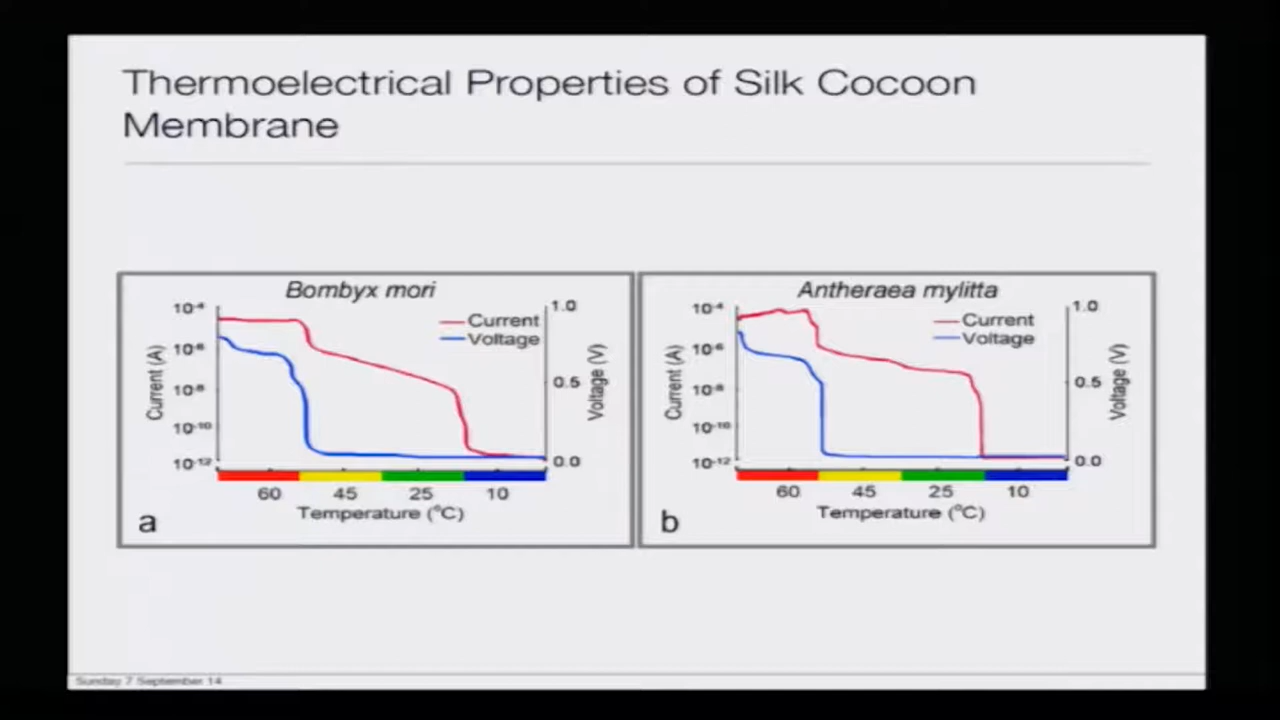 Thermoelectrical Properties of Silk Cocoon
Membrane
Bombyx mori
10⁻⁴
10⁻⁶
10⁻⁸
10⁻¹⁰
10⁻¹²
Current (A)
Current
Voltage
1.0
0.5
0.0
Voltage (V)
60 45 25 10
Temperature (⁰C)
a
Antheraea mylitta
10⁻⁴
10⁻⁶
10⁻⁸
10⁻¹⁰
10⁻¹²
Current (A)
Current
Voltage
1.0
0.5
0.0
Voltage (V)
60 45 25 10
Temperature (⁰C)
b
Sunday 7 September 14